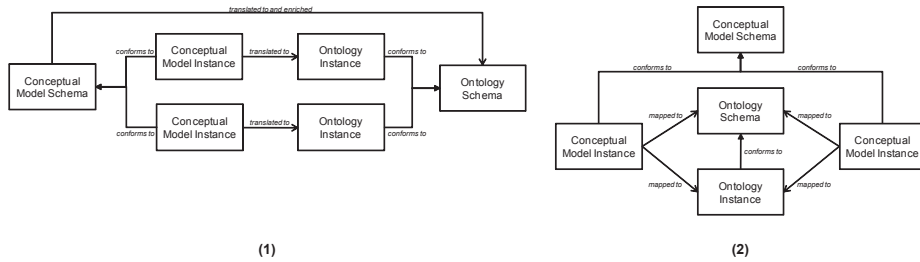 translated to and enriched
conforms to
Conceptual
Model Instance
translated to
Ontology
Instance
conforms to
Conceptual
Model Schema
Ontology
Schema
conforms to
Conceptual
Model Instance
translated to
Ontology
Instance
conforms to
(1)
Conceptual
Model Schema
conforms to
conforms to
Ontology
Schema
mapped to
mapped to
Conceptual
Model Instance
conforms to
Conceptual
Model Instance
mapped to
Ontology
Instance
mapped to
(2)